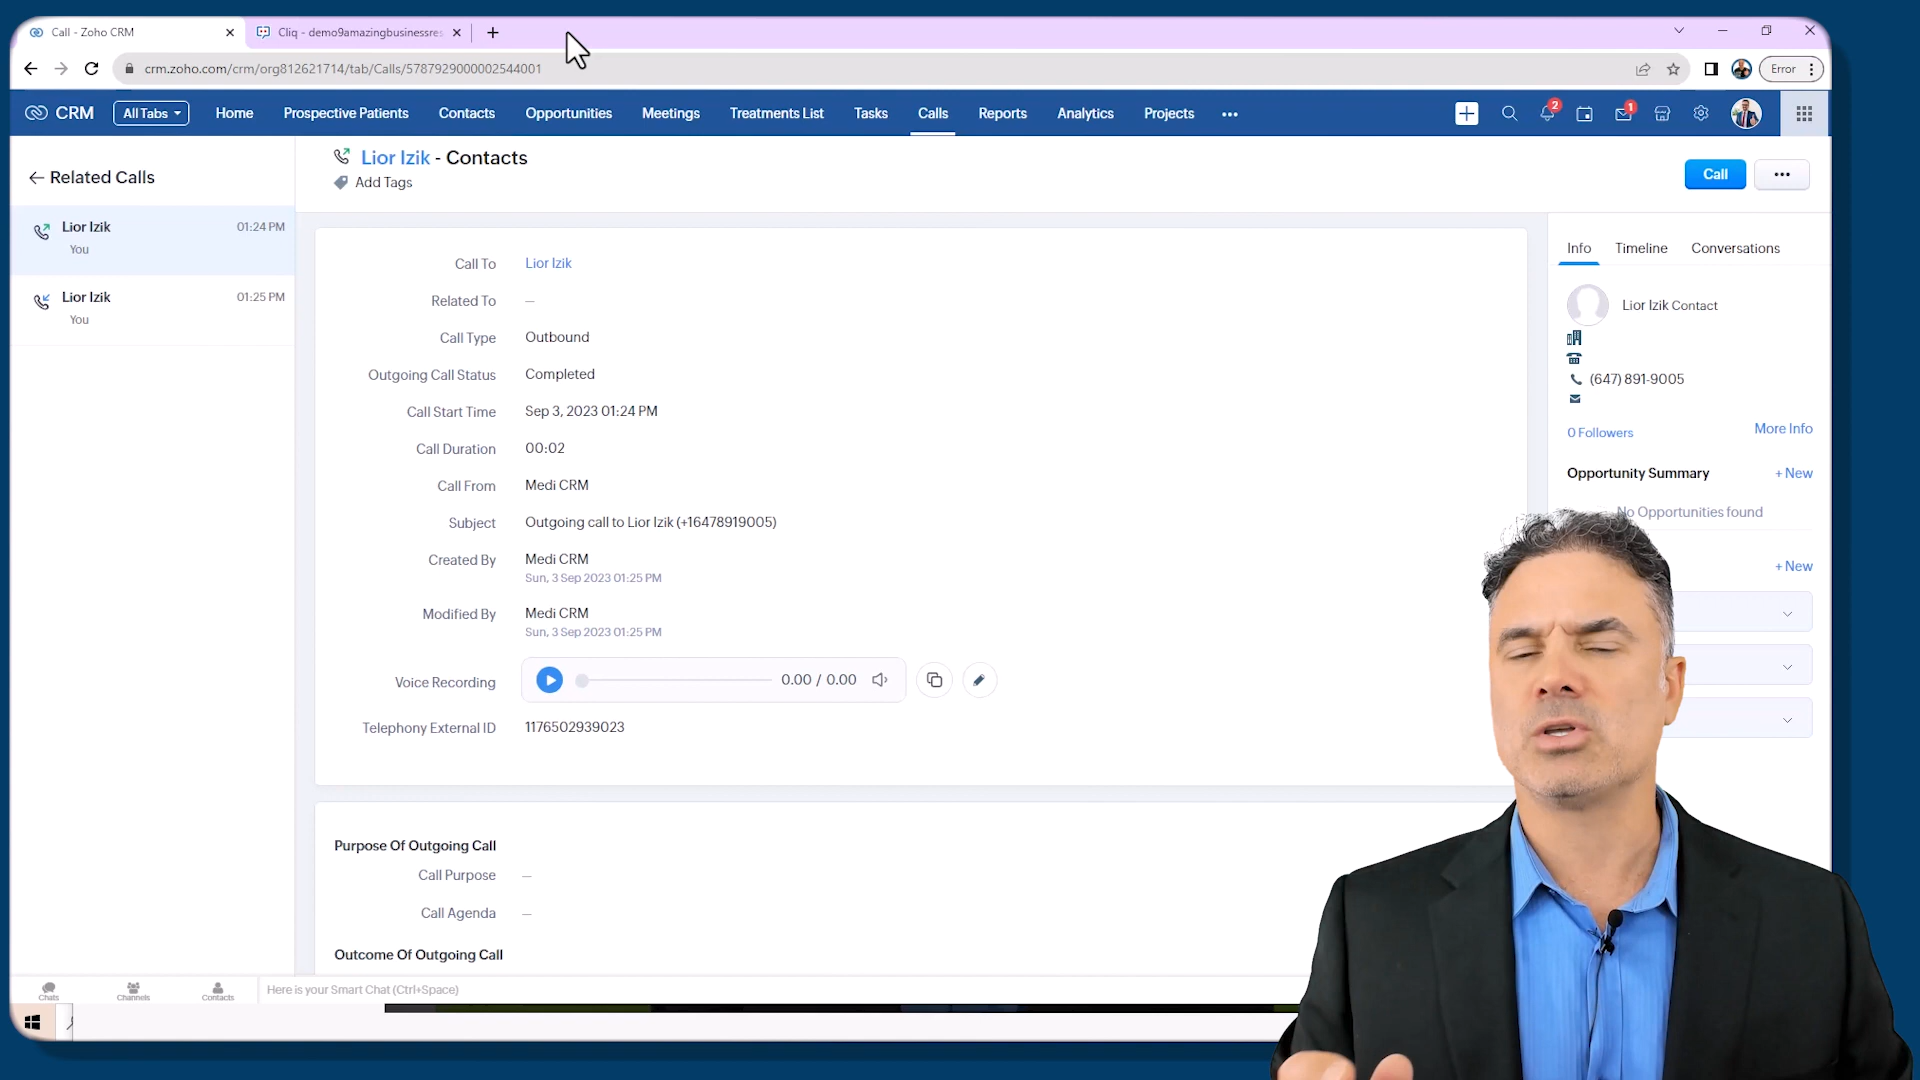 Call - Zoho CRM
Cliq - demo9amazingbusinessres
crm.zoho.com/crm/org812621714/tab/Calls/5787929000002544001
Error
CRM
All Tabs
Home
Prospective Patients
Contacts
Opportunities
Meetings
Treatments List
Tasks
Calls
Reports
Analytics
Projects
2
1
Related Calls
Lior Izik
01:24 PM
You
Lior Izik
01:25 PM
You
Lior Izik - Contacts
Add Tags
Call
Call To
Lior Izik
Related To
—
Call Type
Outbound
Outgoing Call Status
Completed
Call Start Time
Sep 3, 2023 01:24 PM
Call Duration
00:02
Call From
Medi CRM
Subject
Outgoing call to Lior Izik (+16478919005)
Created By
Medi CRM
Sun, 3 Sep 2023 01:25 PM
Modified By
Medi CRM
Sun, 3 Sep 2023 01:25 PM
Voice Recording
0.00 / 0.00
Telephony External ID
1176502939023
Purpose Of Outgoing Call
Call Purpose
—
Call Agenda
—
Outcome Of Outgoing Call
Info
Timeline
Conversations
Lior Izik Contact
(647) 891-9005
0 Followers
More Info
Opportunity Summary
+ New
No Opportunities found
+ New
Chats
Channels
Contacts
Here is your Smart Chat (Ctrl+Space)